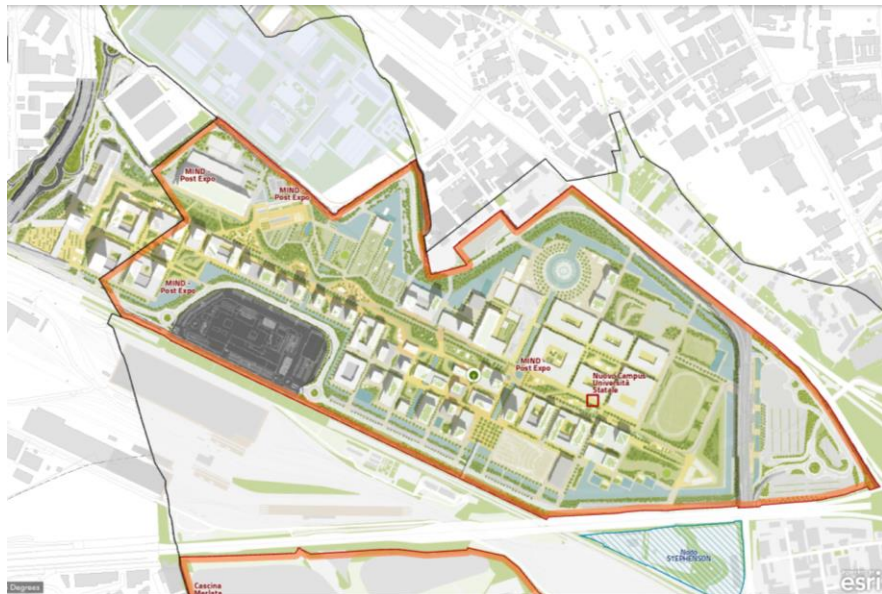 MIND -
Post Expo
MIND -
Post Expo
MIND -
Post Expo
MIND -
Post Expo
Nuovo Campus
Università
Statale
Nodo
STEPHENSON
Cascina
Merlata
Degrees
esri